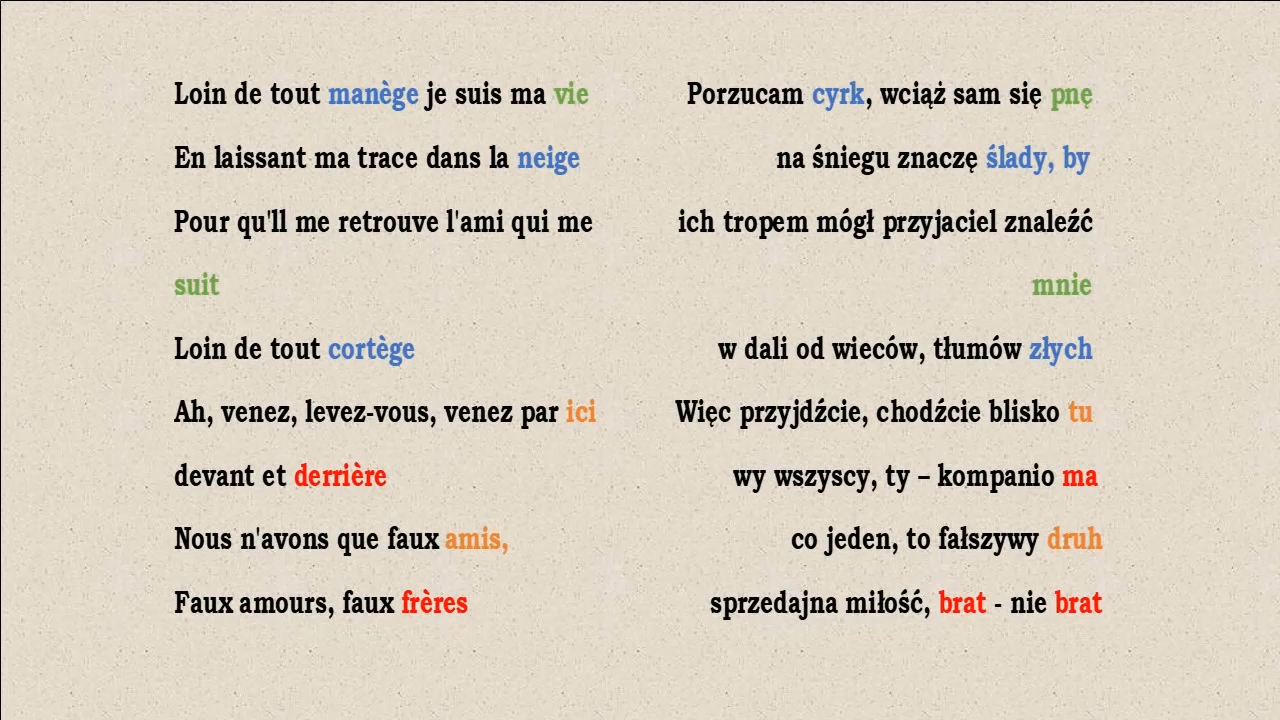 Loin de tout manège je suis ma vie
En laissant ma trace dans la neige
Pour qu'll me retrouve l'ami qui me
suit
Loin de tout cortège
Ah, venez, levez-vous, venez par ici
devant et derrière
Nous n'avons que faux amis,
Faux amours, faux frères
Porzucam cyrk, wciąż sam się pnę
na śniegu znaczę ślady, by
ich tropem mógł przyjaciel znaleźć
mnie
w dali od wieców, tłumów złych
Więc przyjdźcie, chodźcie blisko tu
wy wszyscy, ty – kompanio ma
co jeden, to fałszywy druh
sprzedajna miłość, brat - nie brat